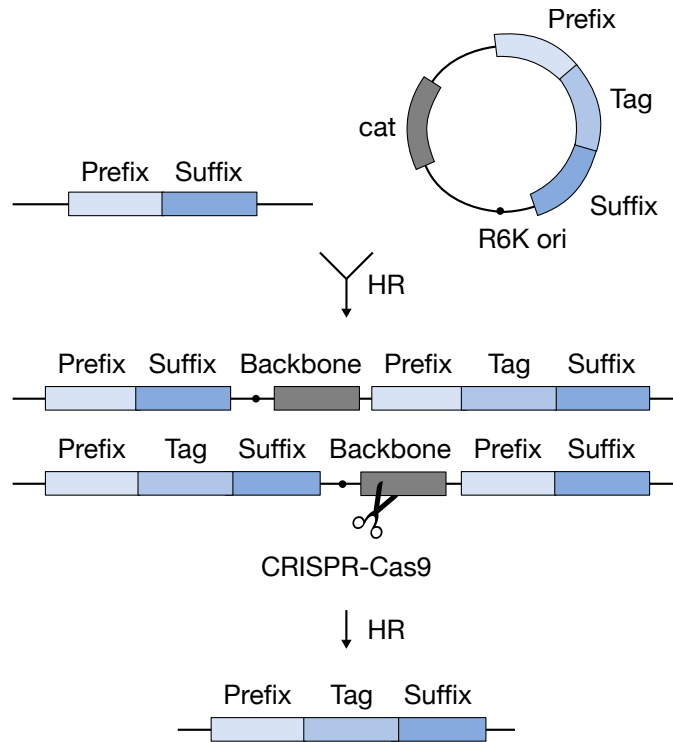 Prefix
Tag
cat
Prefix Suffix
Suffix
R6K ori
HR
Prefix Suffix Backbone Prefix Tag Suffix
Prefix Tag Suffix Backbone Prefix Suffix
CRISPR-Cas9
HR
Prefix Tag Suffix